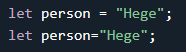 let person = "Hege";
let person="Hege";